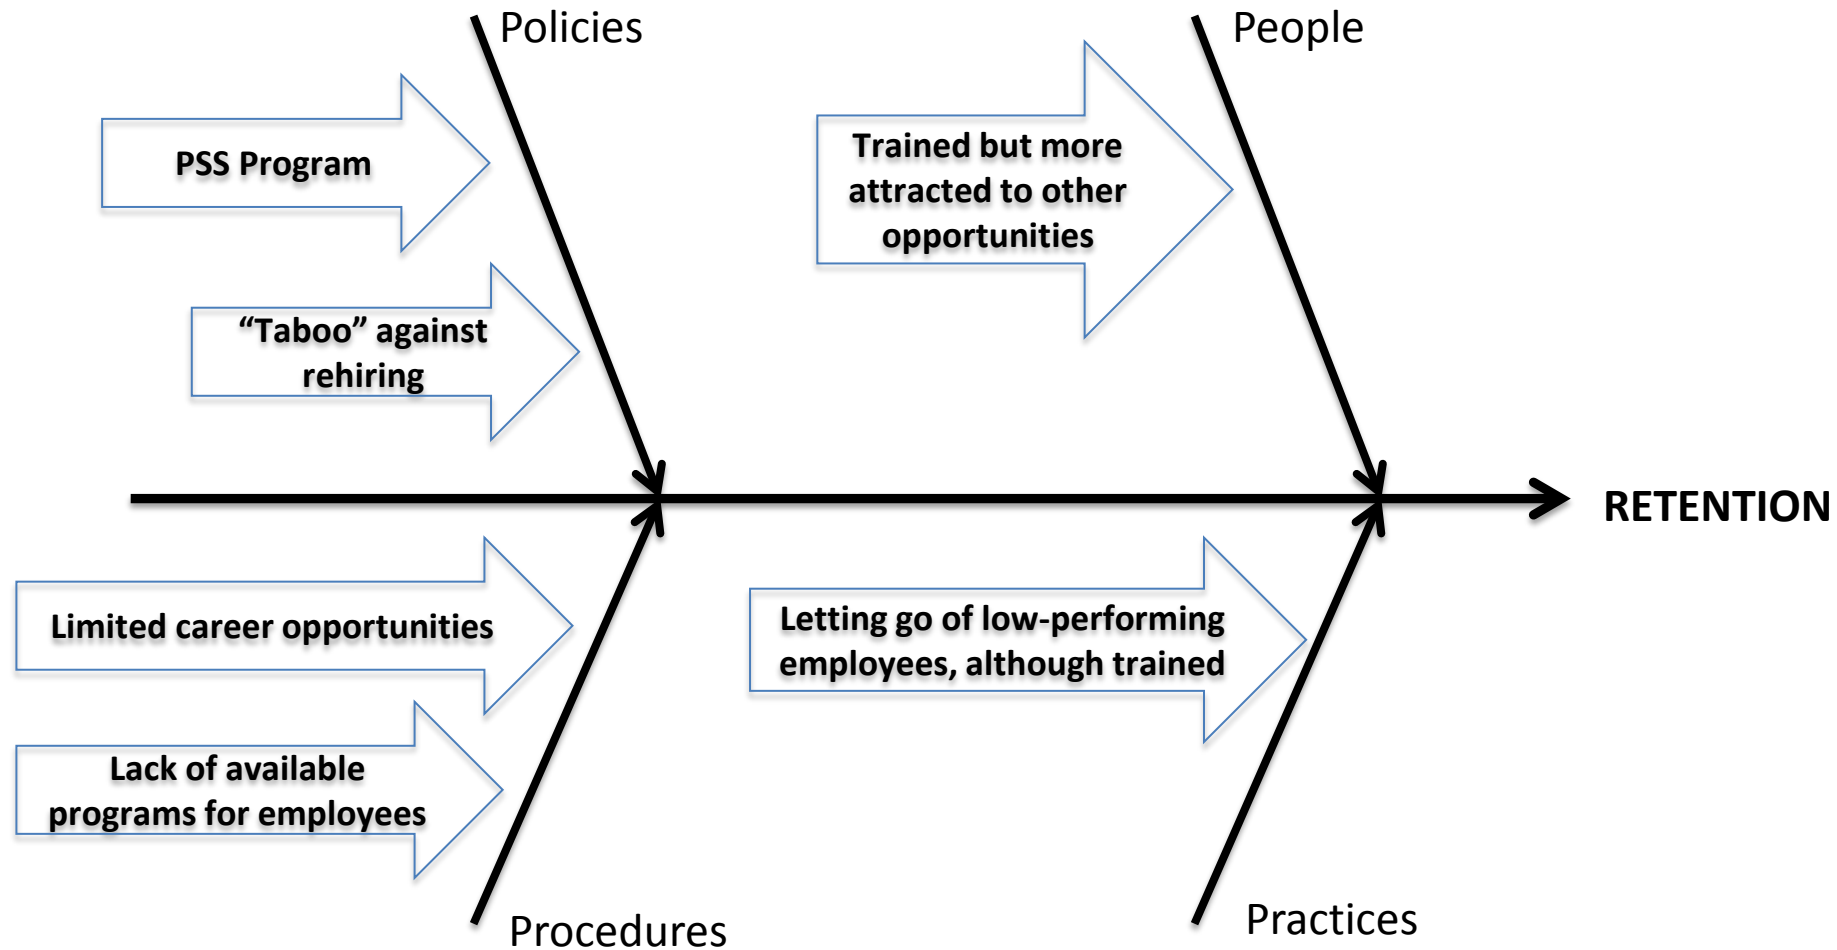 Policies
People
PSS Program
Trained but more
attracted to other
opportunities
“Taboo” against
rehiring
RETENTION
Limited career opportunities
Letting go of low-performing
employees, although trained
Lack of available
programs for employees
Procedures
Practices